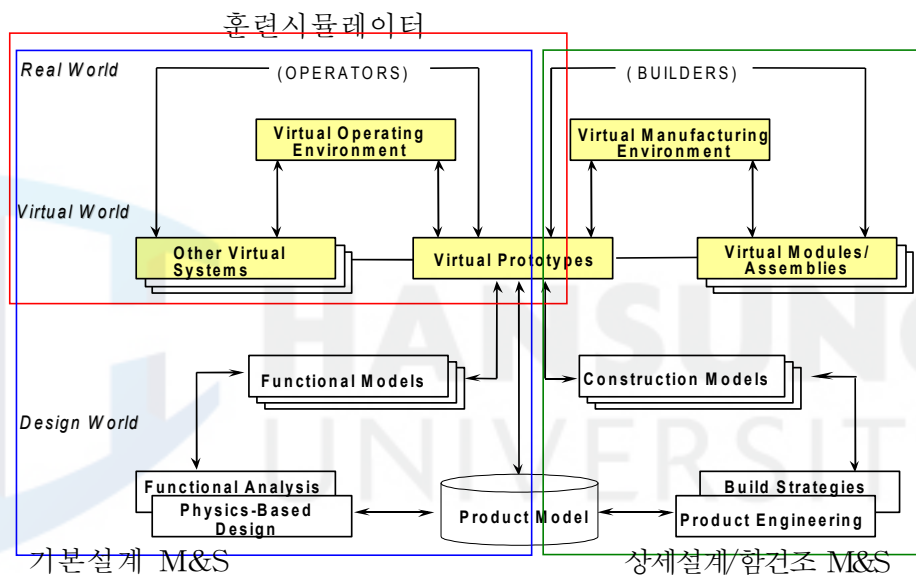 훈련시뮬레이터
Real World
(OPERATORS)
(BUILDERS)
Virtual Operating
Environment
Virtual Manufacturing
Environment
Virtual World
Other Virtual
Systems
Virtual Prototypes
Virtual Modules/
Assemblies
HANSUNG
Functional Models
Construction Models
Design World
UNIVERSIT
Functional Analysis
Physics-Based
Design
Product Model
Build Strategies
Product Engineering
기본설계 M&S
상세설계/함건조 M&S